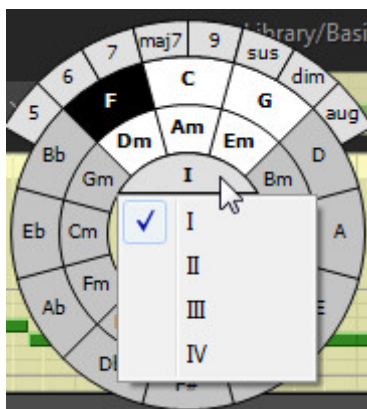 Library/Basi
5 6 7 maj7 9 sus dim aug
Bb F C G D
Gm Dm Am Em Bm
Eb Cm I A
Fm
Ab
I
II
III
IV